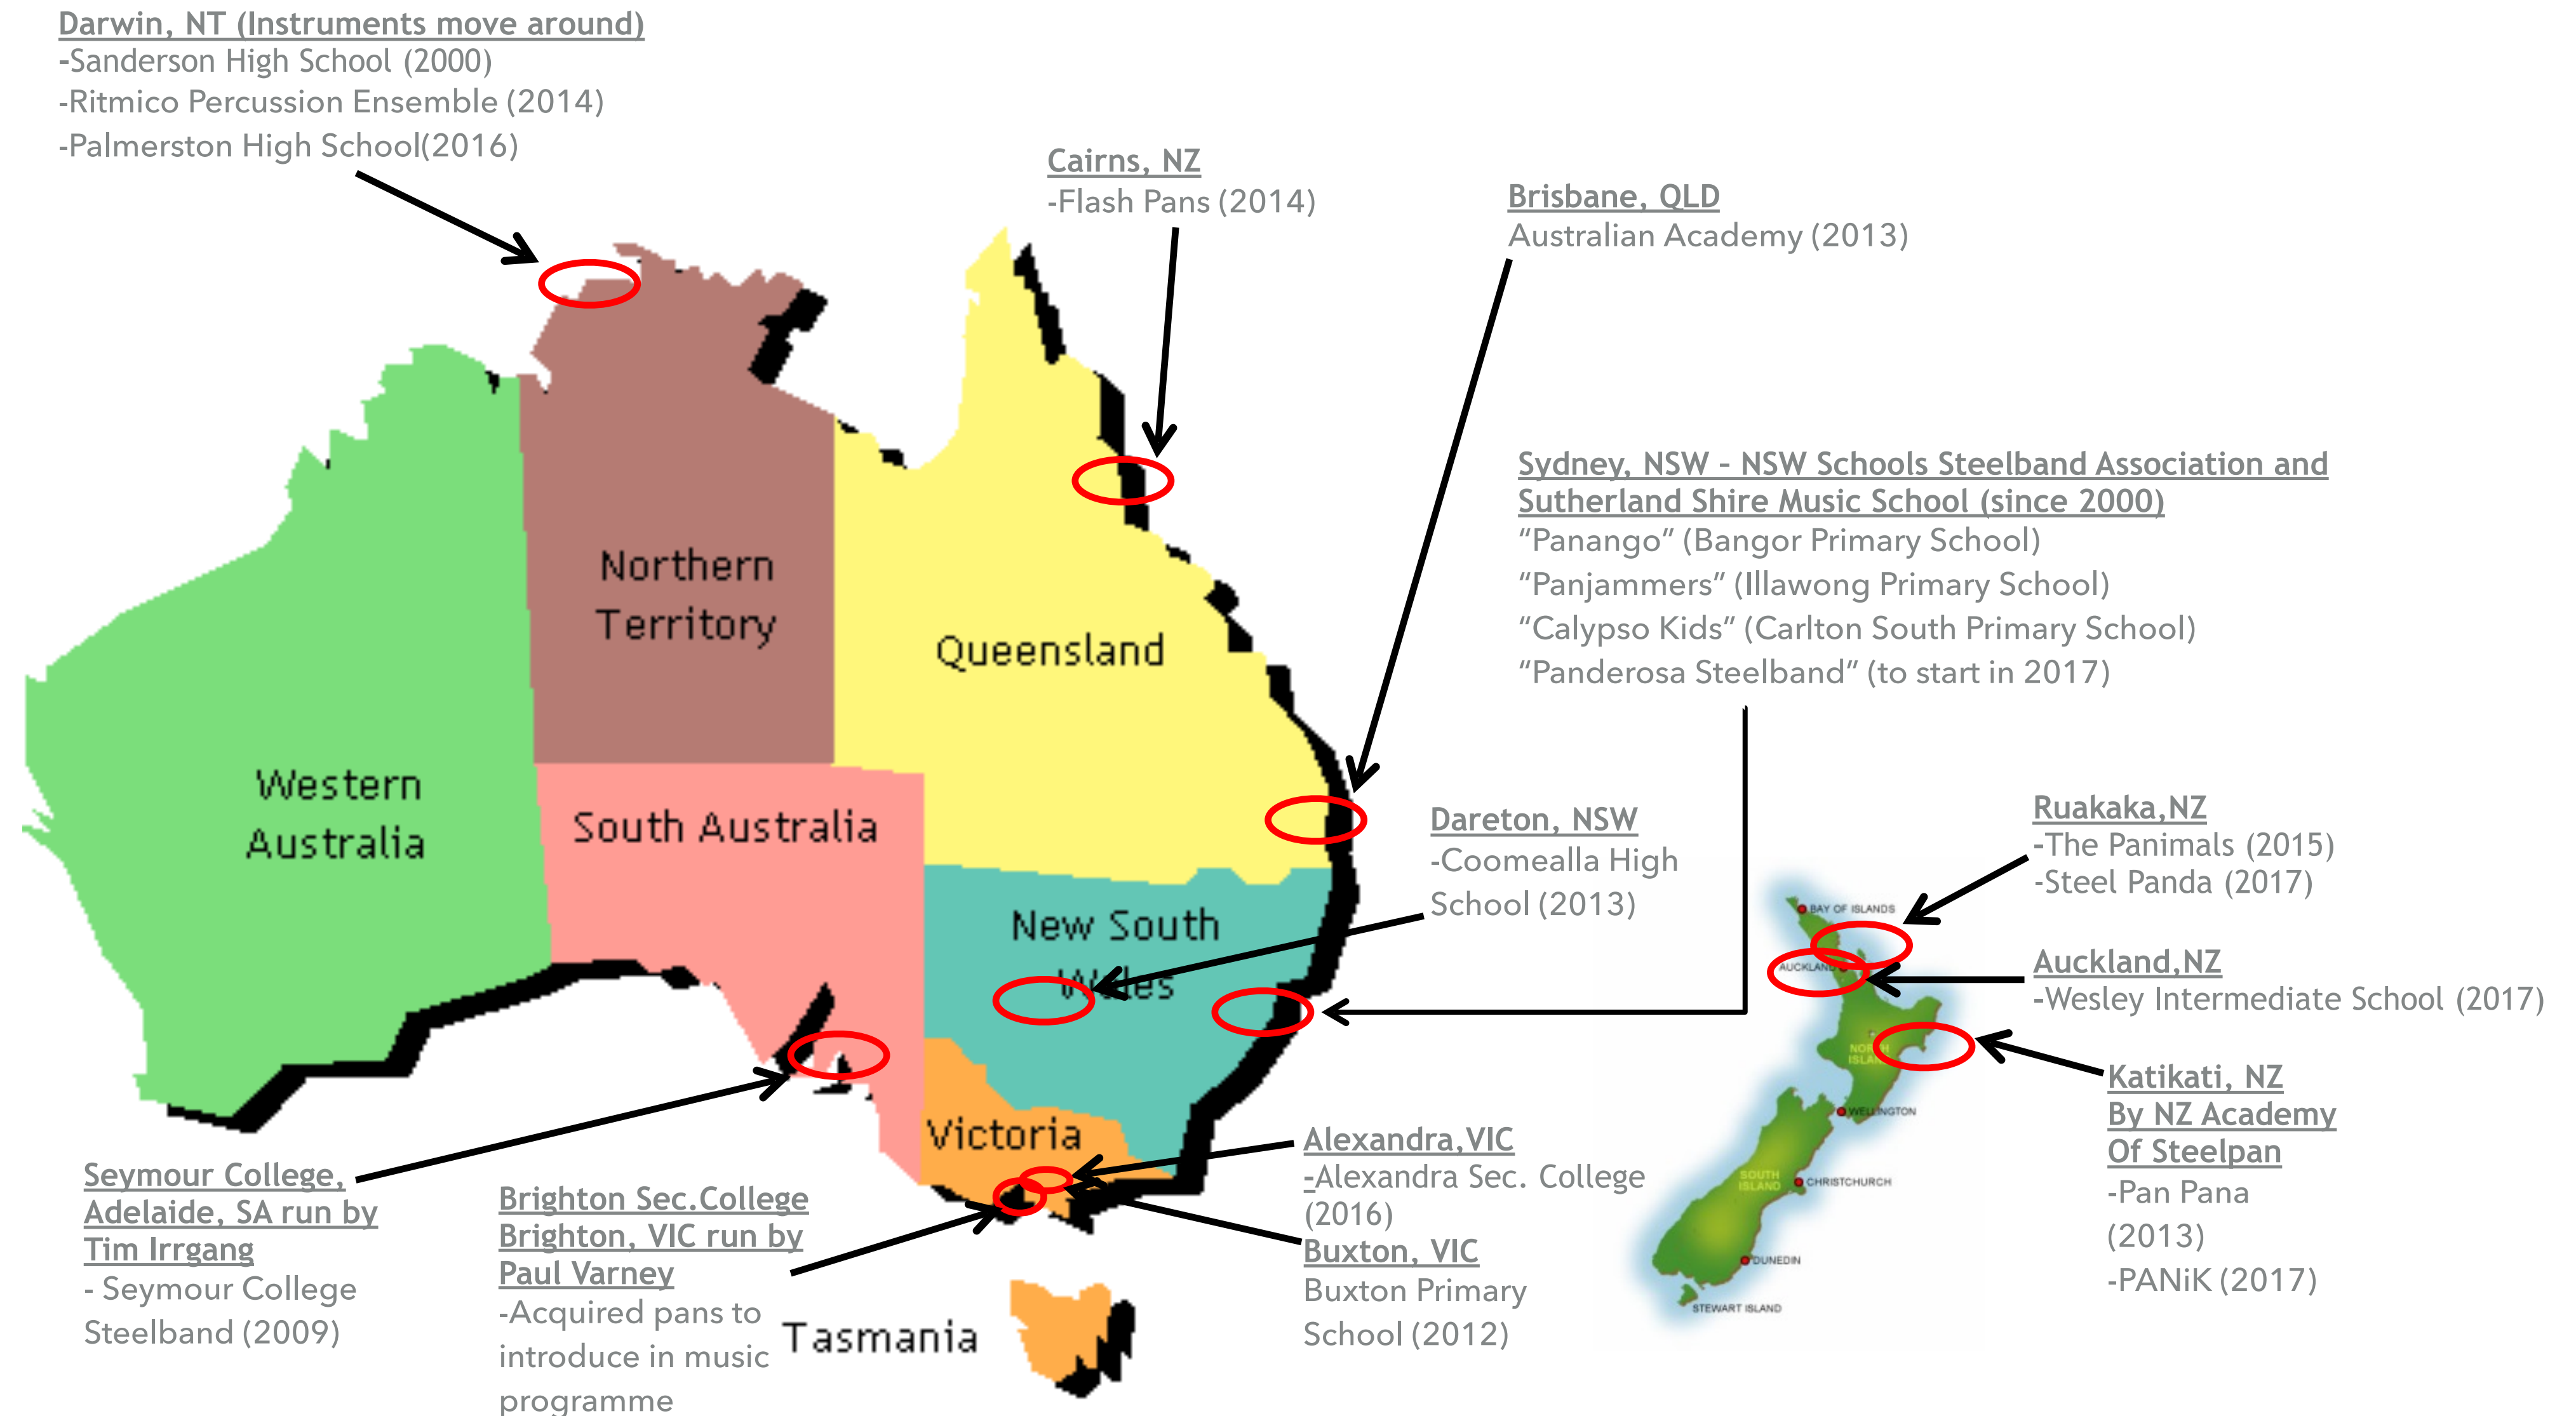 Darwin, NT (Instruments move around)
-Sanderson High School (2000)
-Ritmico Percussion Ensemble (2014)
-Palmerston High School(2016)
Cairns, NZ
-Flash Pans (2014)
Brisbane, QLD
Australian Academy (2013)
Sydney, NSW – NSW Schools Steelband Association and
Sutherland Shire Music School (since 2000)
“Panango” (Bangor Primary School)
“Panjammers” (Illawong Primary School)
“Calypso Kids” (Carlton South Primary School)
“Panderosa Steelband” (to start in 2017)
Northern
Territory
Queensland
Western
Australia
South Australia
New South
Wales
Victoria
Tasmania
Dareton, NSW
-Coomealla High
School (2013)
Ruakaka,NZ
-The Panimals (2015)
-Steel Panda (2017)
Auckland,NZ
-Wesley Intermediate School (2017)
Katikati, NZ
By NZ Academy
Of Steelpan
-Pan Pana
(2013)
-PANiK (2017)
BAY OF ISLANDS
AUCKLAND
NORTH
ISLAND
WELLINGTON
SOUTH
ISLAND
CHRISTCHURCH
DUNEDIN
STEWART ISLAND
Alexandra,VIC
-Alexandra Sec. College
(2016)
Buxton, VIC
Buxton Primary
School (2012)
Seymour College,
Adelaide, SA run by
Tim Irrgang
- Seymour College
Steelband (2009)
Brighton Sec.College
Brighton, VIC run by
Paul Varney
-Acquired pans to
introduce in music
programme